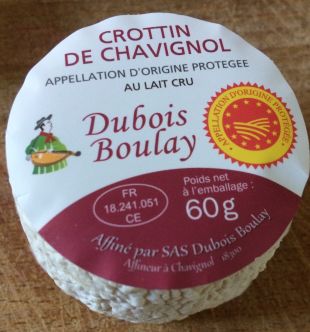 CROTTIN
DE CHAVIGNOL
APPELLATION D'ORIGINE PROTEGEE
AU LAIT CRU
Dubois
Boulay
APPELLATION D'ORIGINE PROTÉGÉE
Poids net
à l'emballage :
60g
FR
18.241.051
CE
Affiné par SAS Dubois Boulay
Affineur à Chavignol 18300